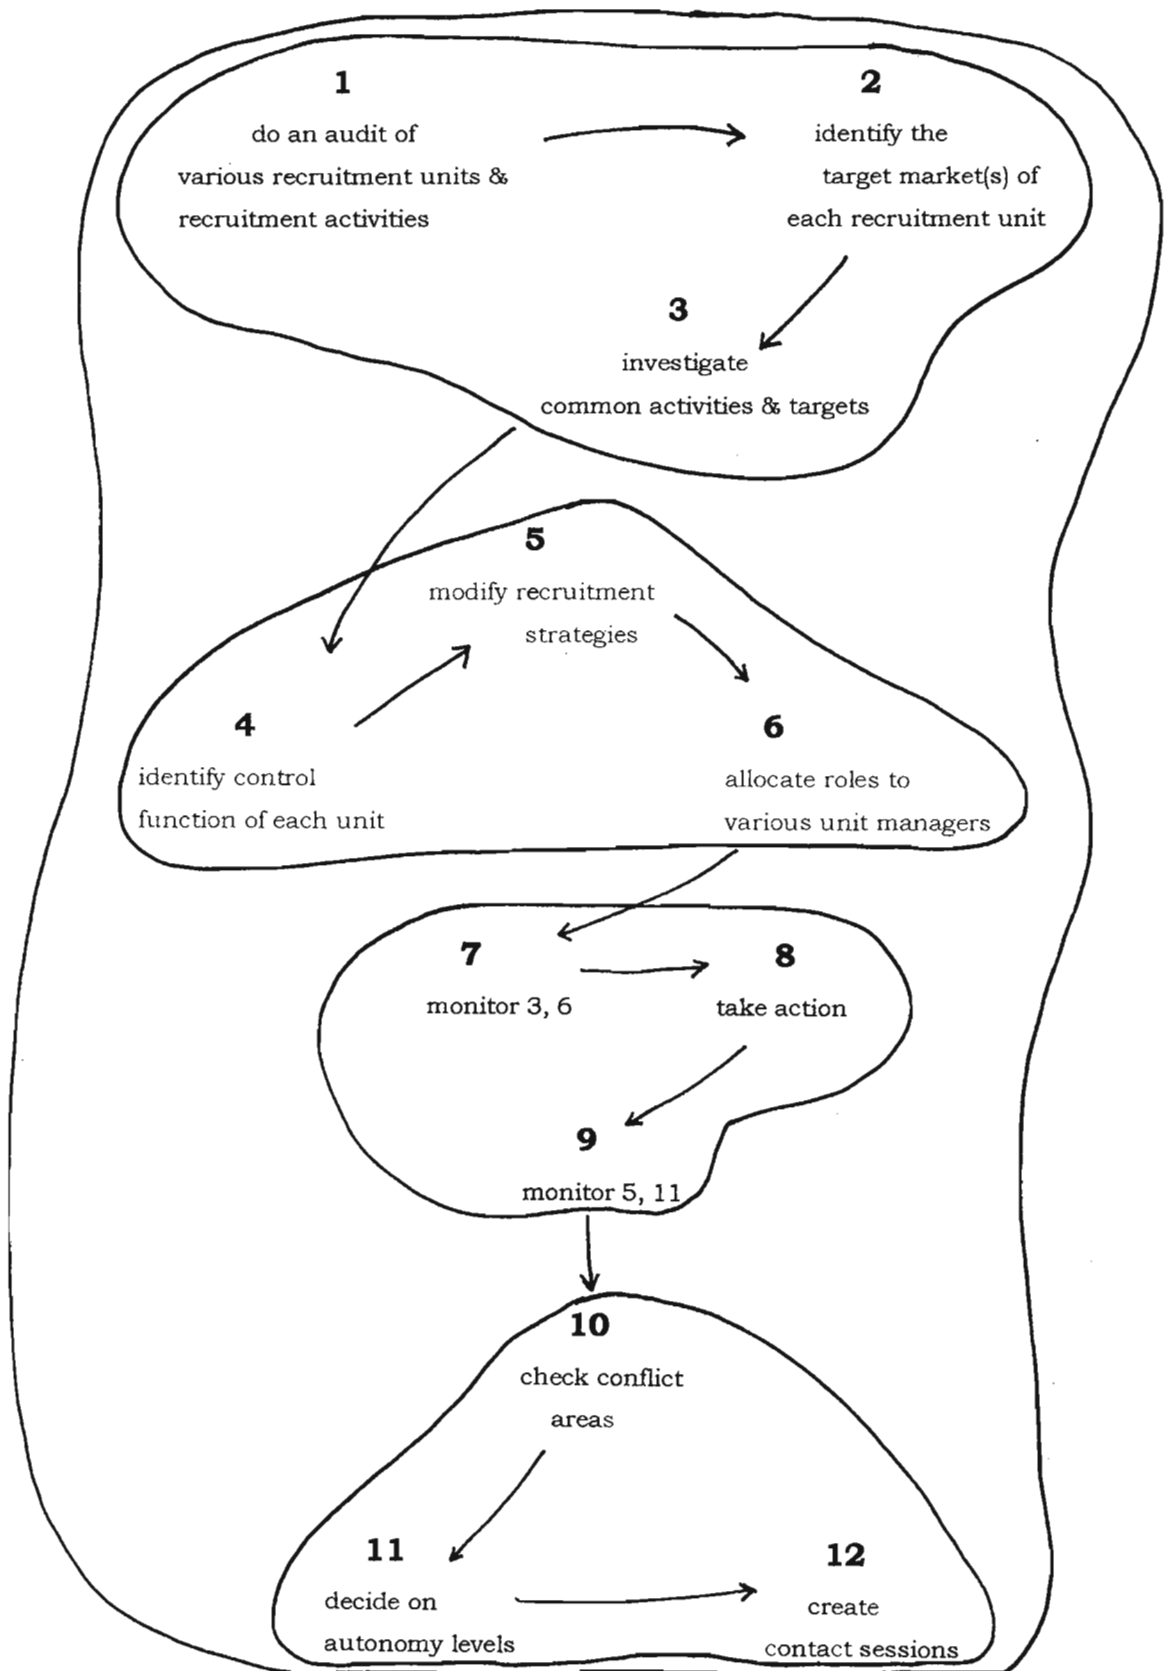 1
do an audit of
various recruitment units &
recruitment activities
2
identify the
target market(s) of
each recruitment unit
3
investigate
common activities & targets
5
modify recruitment
strategies
4
identify control
function of each unit
6
allocate roles to
various unit managers
7
monitor 3, 6
8
take action
9
monitor 5, 11
10
check conflict
areas
11
decide on
autonomy levels
12
create
contact sessions